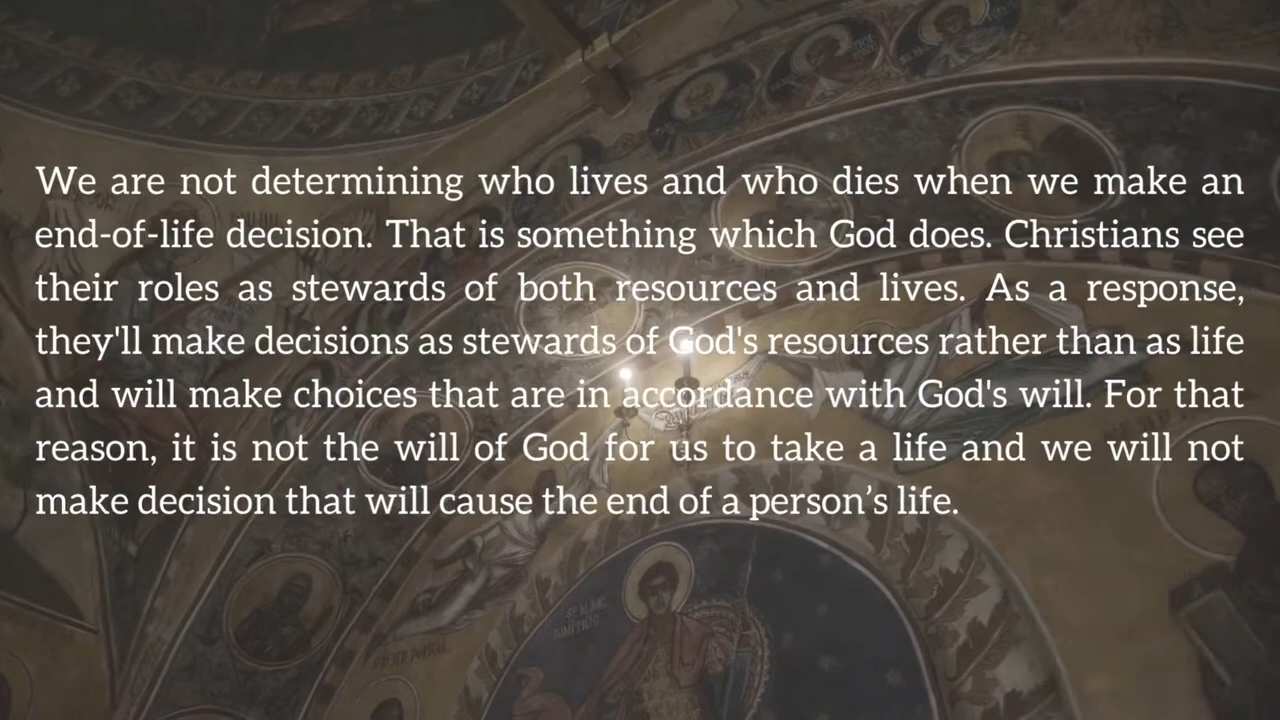 We are not determining who lives and who dies when we make an
end-of-life decision. That is something which God does. Christians see
their roles as stewards of both resources and lives. As a response,
they'll make decisions as stewards of God's resources rather than as life
and will make choices that are in accordance with God's will. For that
reason, it is not the will of God for us to take a life and we will not
make decision that will cause the end of a person’s life.